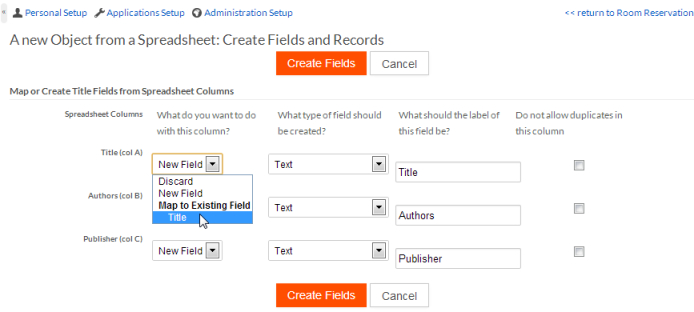 « Personal Setup Applications Setup Administration Setup << return to Room Reservation
A new Object from a Spreadsheet: Create Fields and Records
Create Fields Cancel
Map or Create Title Fields from Spreadsheet Columns
Spreadsheet Columns What do you want to do What type of field should What should the label of Do not allow duplicates in
with this column? be created? this field be? this column
Title (col A) New Field Text Title
Discard
New Field
Authors (col B) Map to Existing Field Text Authors
Title
Publisher (col C) New Field Text Publisher
Create Fields Cancel